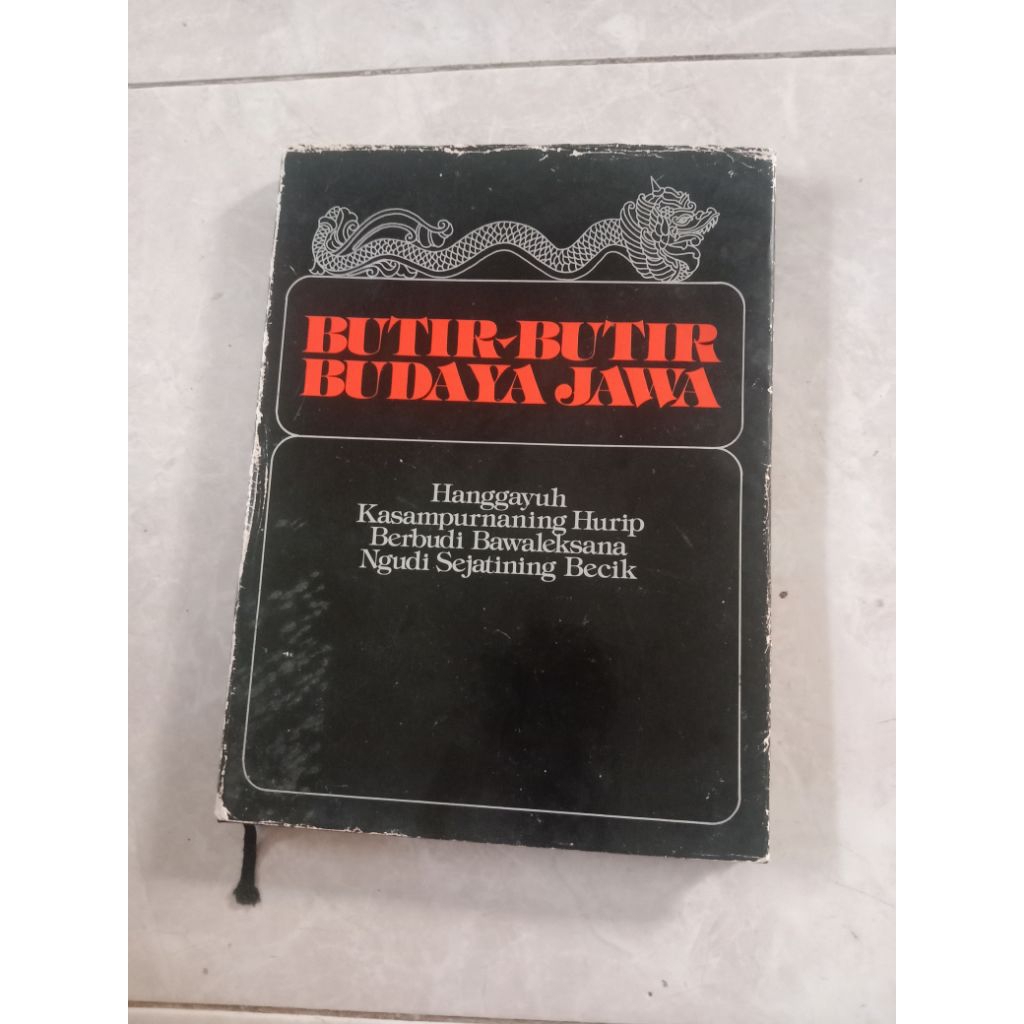 BUTIR-BUTIR
BUDAYA JAWA
Hanggayuh
Kasampurnaning Hurip
Berbudi Bawaleksana
Ngudi Sejatining Becik